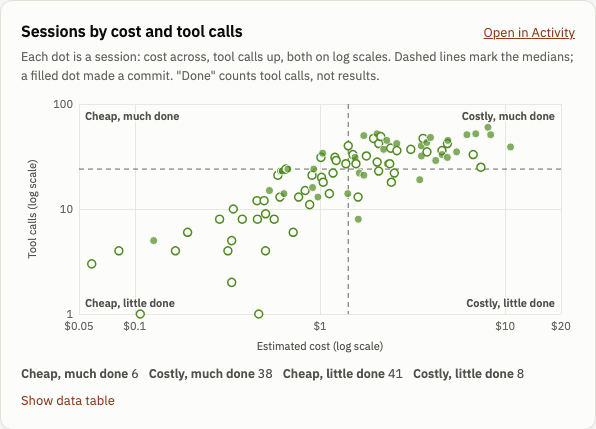 Sessions by cost and tool calls
Open in Activity
Each dot is a session: cost across, tool calls up, both on log scales. Dashed lines mark the medians;
a filled dot made a commit. "Done" counts tool calls, not results.
100
Cheap, much done
Costly, much done
Tool calls (log scale)
10
Cheap, little done
Costly, little done
1
$0.05
$0.1
$1
$10
$20
Estimated cost (log scale)
Cheap, much done 6 Costly, much done 38 Cheap, little done 41 Costly, little done 8
Show data table